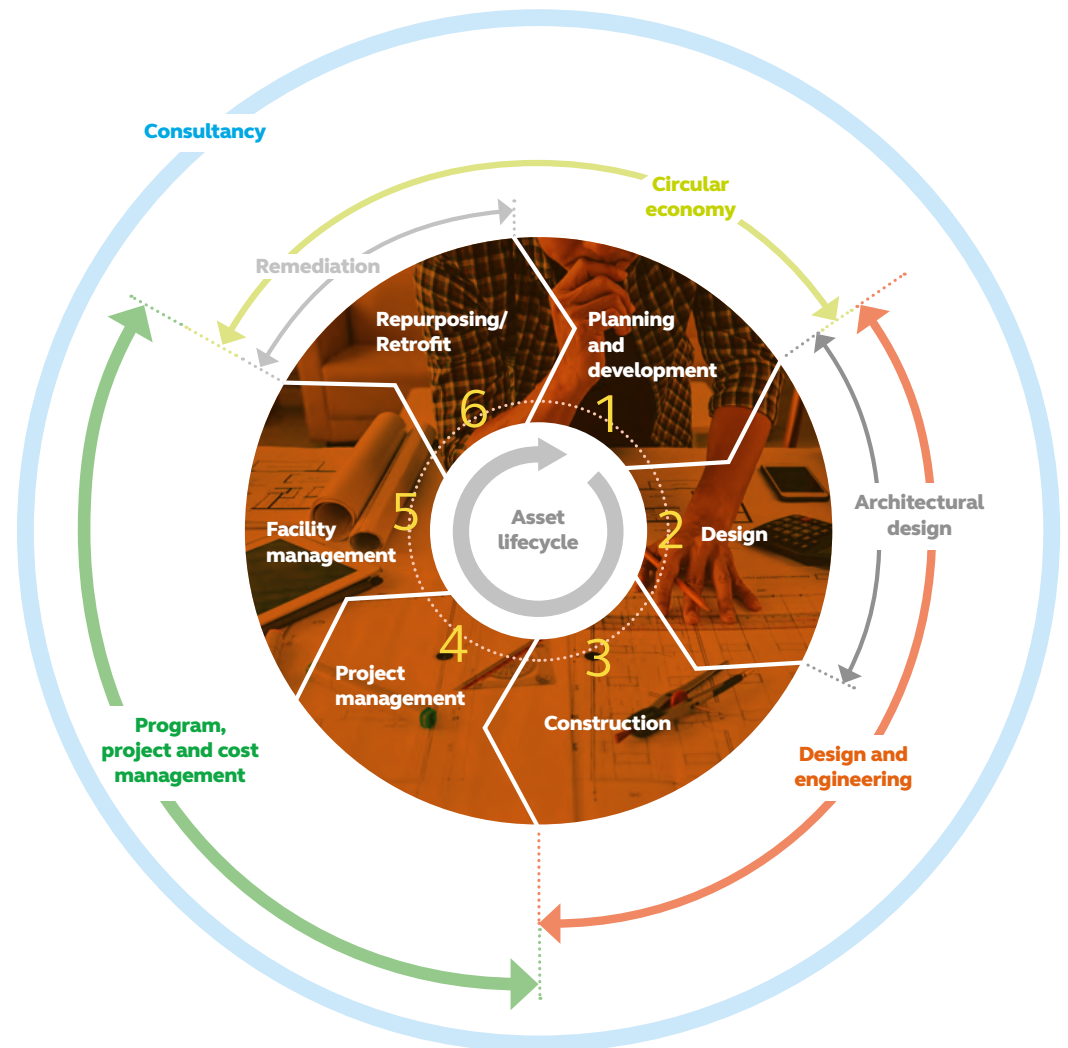 Consultancy
Circular
economy
Remediation
Repurposing/
Retrofit
Planning
and
development
6
1
5
2
Asset
lifecycle
Architectural
design
Facility
management
Design
4
3
Project
management
Construction
Program,
project and cost
management
Design and
engineering